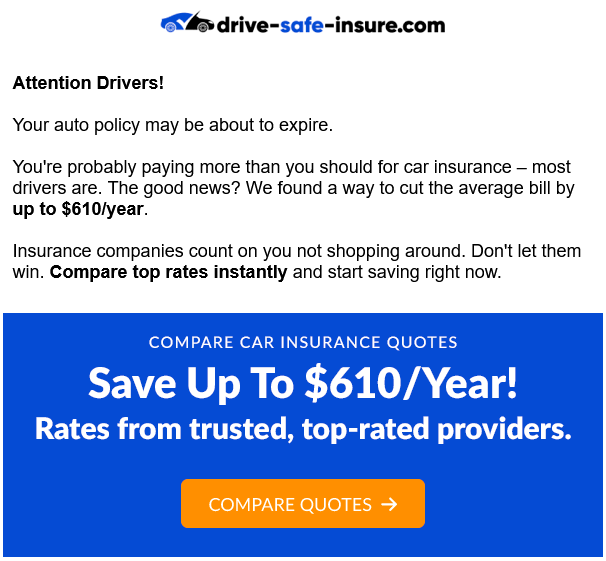 drive-safe-insure.com
Attention Drivers!
Your auto policy may be about to expire.
You're probably paying more than you should for car insurance – most
drivers are. The good news? We found a way to cut the average bill by
up to $610/year.
Insurance companies count on you not shopping around. Don't let them
win. Compare top rates instantly and start saving right now.
COMPARE CAR INSURANCE QUOTES
Save Up To $610/Year!
Rates from trusted, top-rated providers.
COMPARE QUOTES →